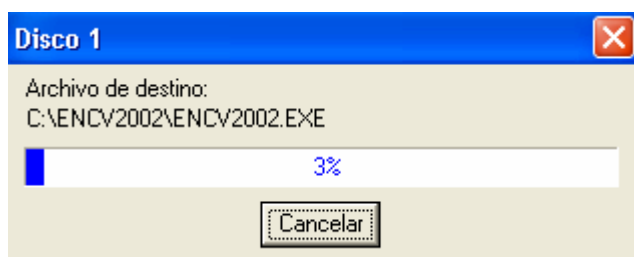 Disco 1
Archivo de destino:
C:\ENCV2002\ENCV2002.EXE
3%
Cancelar